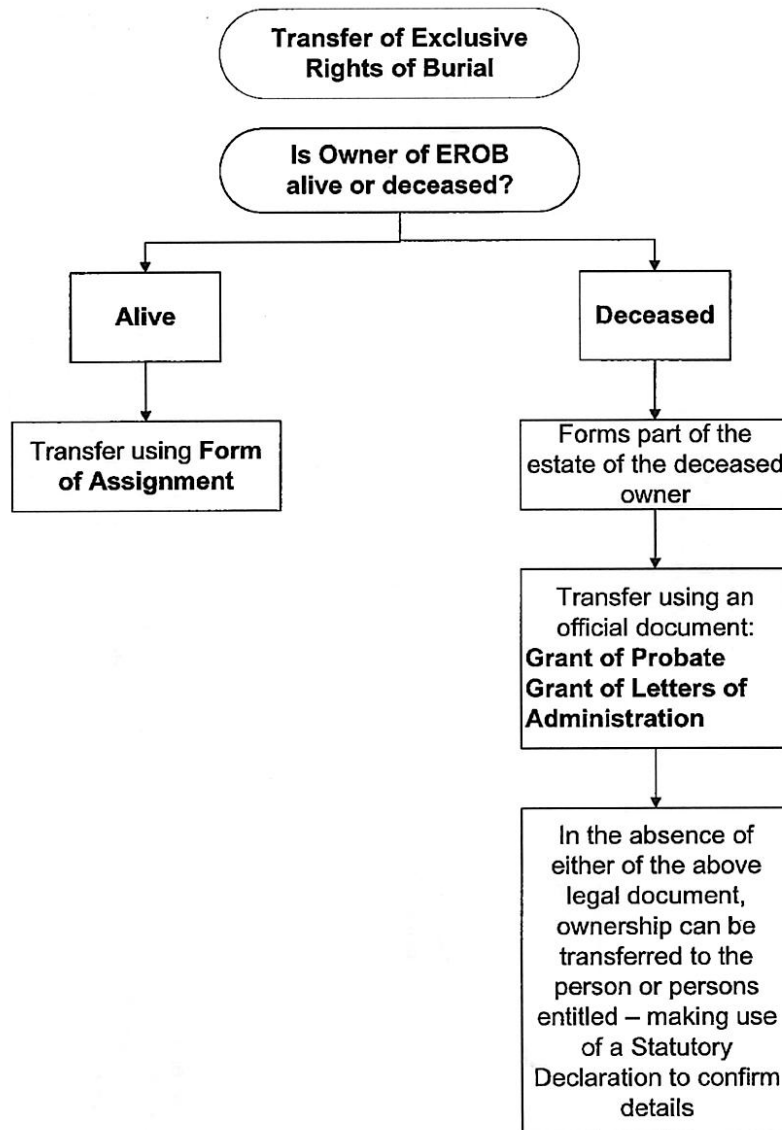 Transfer of Exclusive
Rights of Burial
Is Owner of EROB
alive or deceased?
Alive
Deceased
Transfer using Form
of Assignment
Forms part of the
estate of the deceased
owner
Transfer using an
official document:
Grant of Probate
Grant of Letters of
Administration
In the absence of
either of the above
legal document,
ownership can be
transferred to the
person or persons
entitled – making use
of a Statutory
Declaration to confirm
details